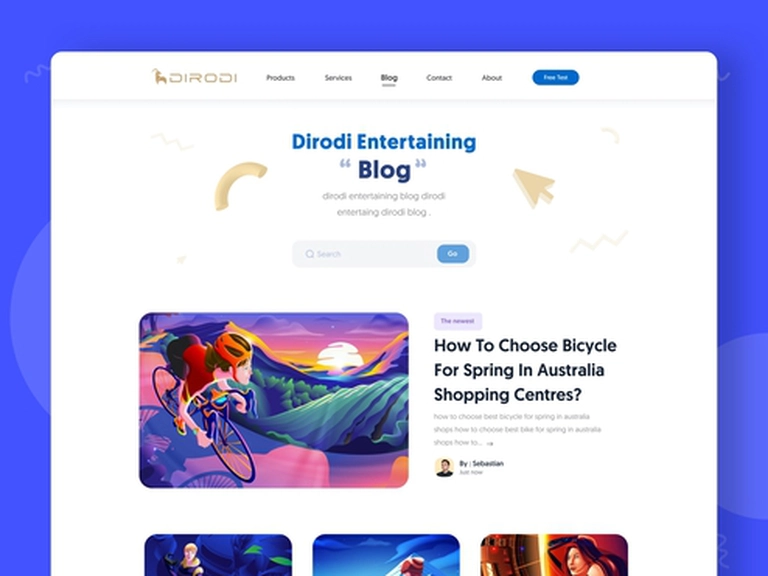 DIRODI
Products
Services
Blog
Contact
About
Free Test
Dirodi Entertaining
“ Blog ”
dirodi entertaining blog dirodi
entertaing dirodi blog .
Search
Go
The newest
How To Choose Bicycle
For Spring In Australia
Shopping Centres?
how to choose best bicycle for spring in australia
shops how to choose best bike for spring in australia
shops how to... →
By : Sebastian
Just now